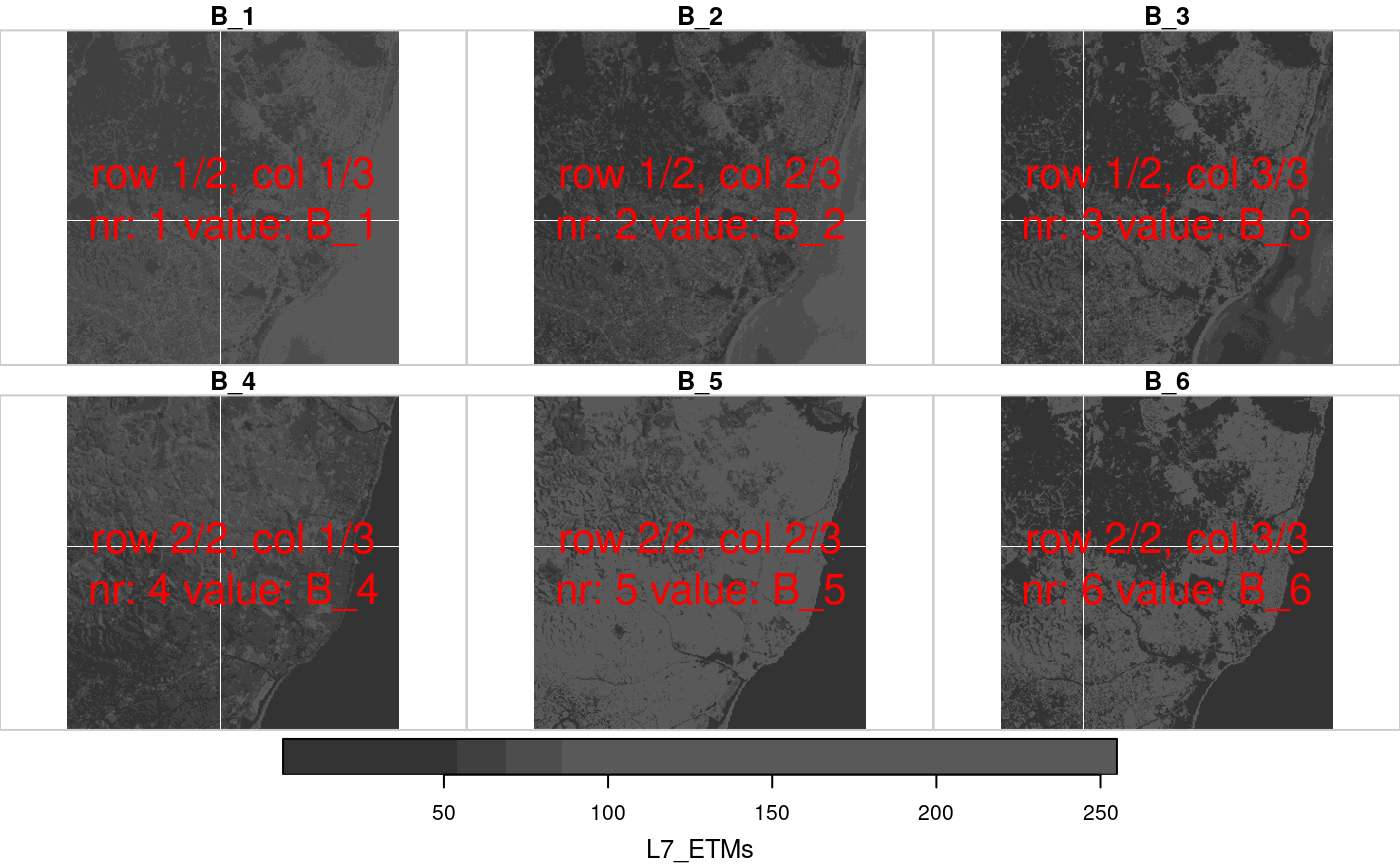 B_1 B_2 B_3
row 1/2, col 1/3 row 1/2, col 2/3 row 1/2, col 3/3
nr: 1 value: B_1 nr: 2 value: B_2 nr: 3 value: B_3
B_4 B_5 B_6
row 2/2, col 1/3 row 2/2, col 2/3 row 2/2, col 3/3
nr: 4 value: B_4 nr: 5 value: B_5 nr: 6 value: B_6
50 100 150 200 250
L7_ETMs